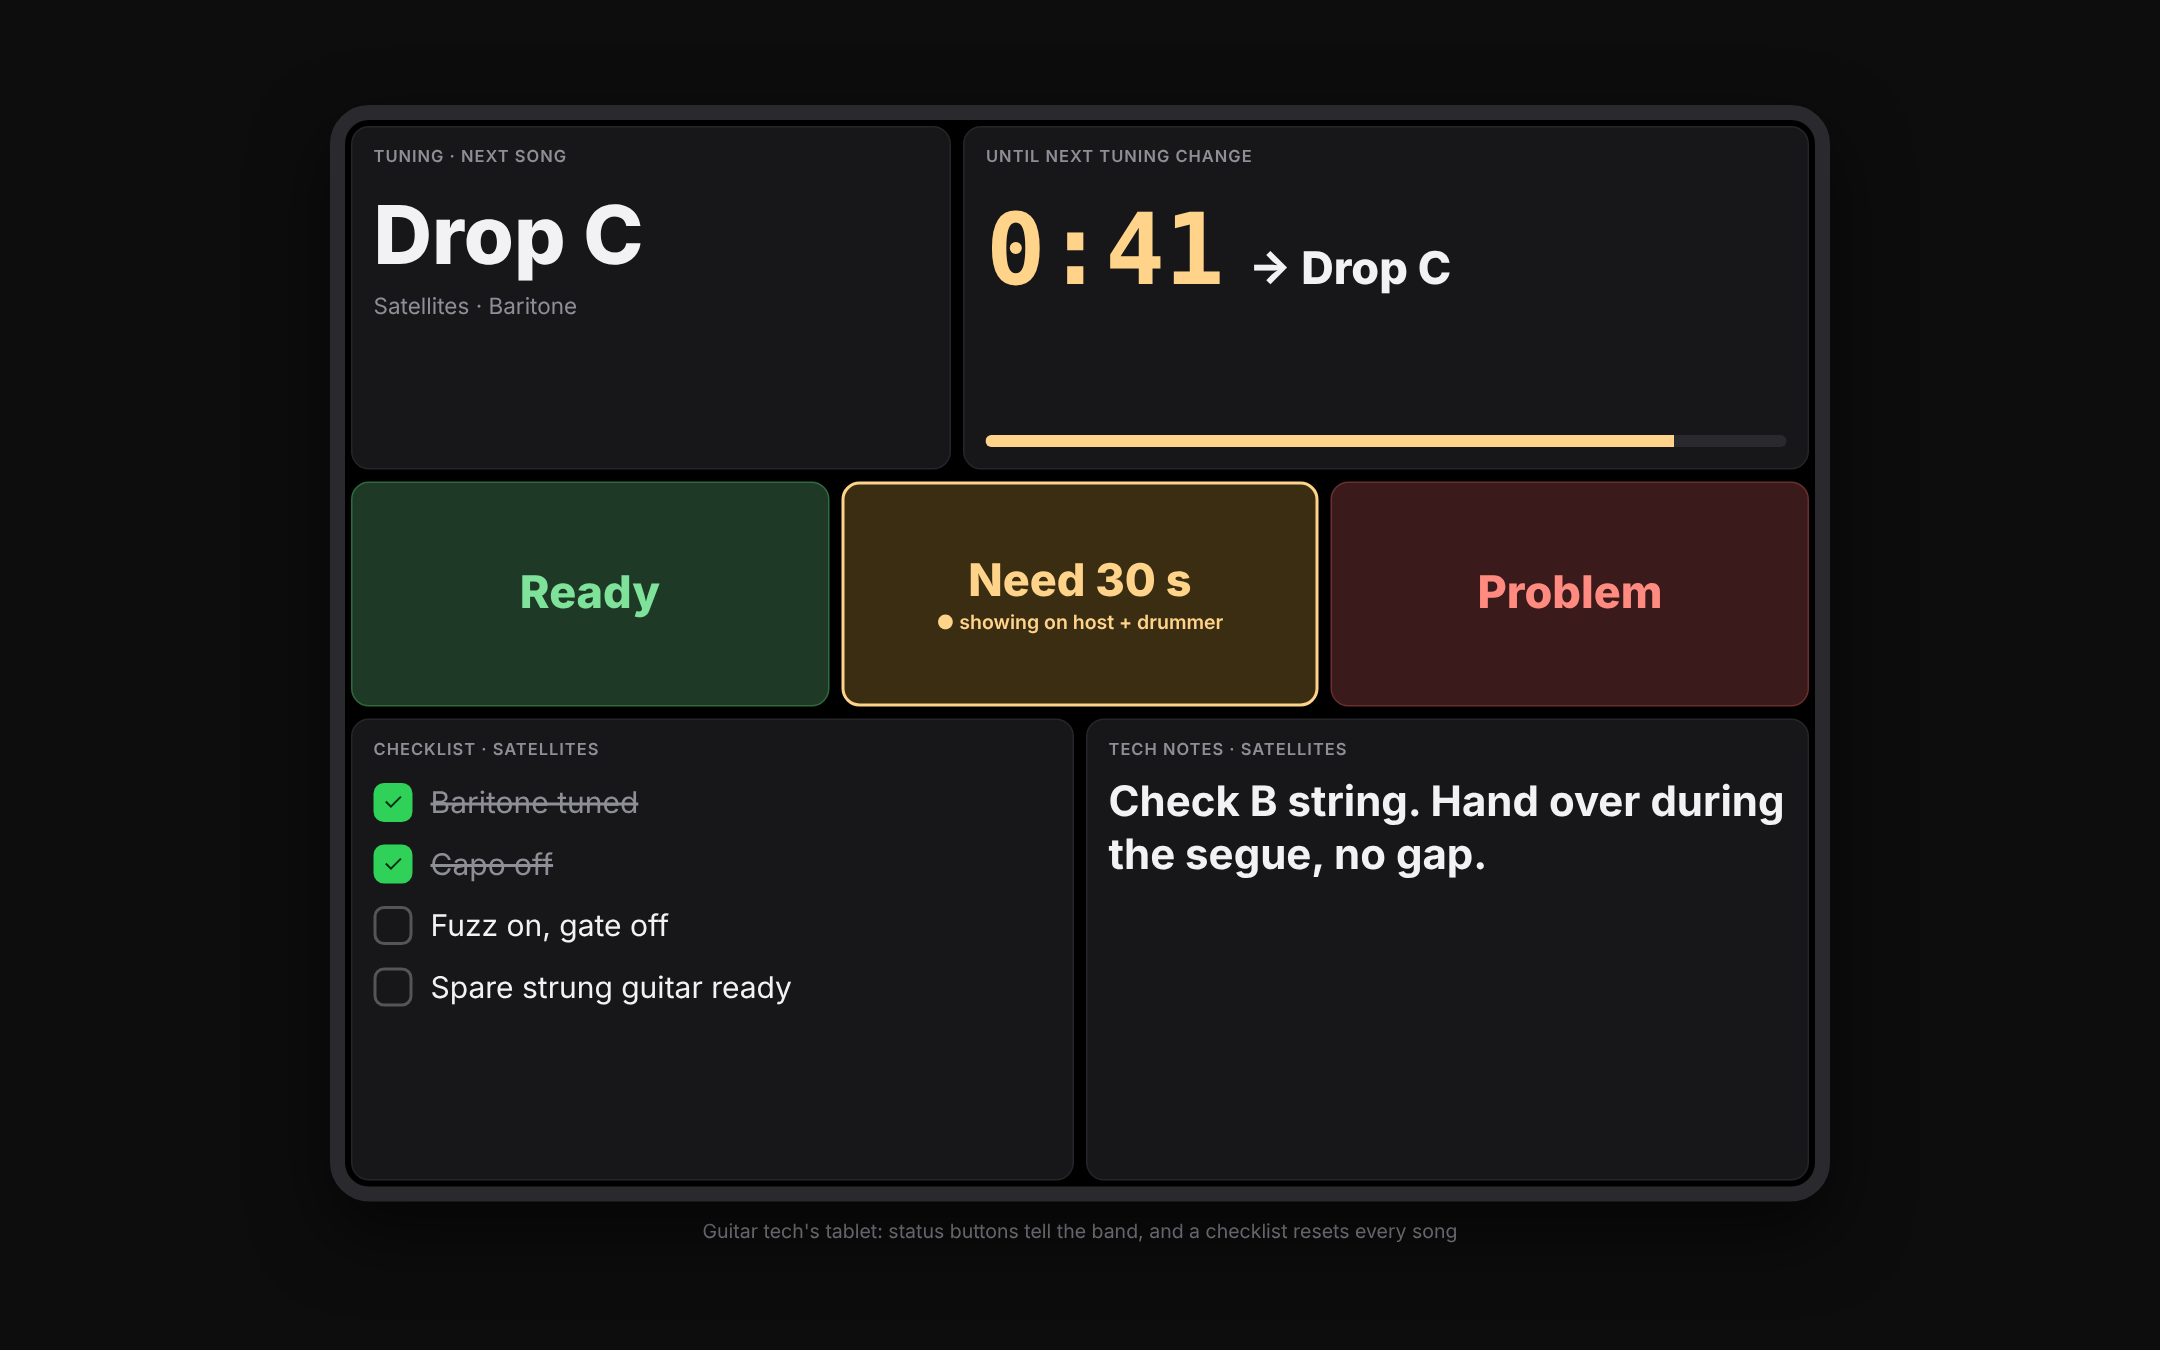 TUNING · NEXT SONG
Drop C
Satellites · Baritone
UNTIL NEXT TUNING CHANGE
0:41 → Drop C
Ready
Need 30 s
showing on host + drummer
Problem
CHECKLIST · SATELLITES
Baritone tuned
Capo off
Fuzz on, gate off
Spare strung guitar ready
TECH NOTES · SATELLITES
Check B string. Hand over during
the segue, no gap.
Guitar tech's tablet: status buttons tell the band, and a checklist resets every song